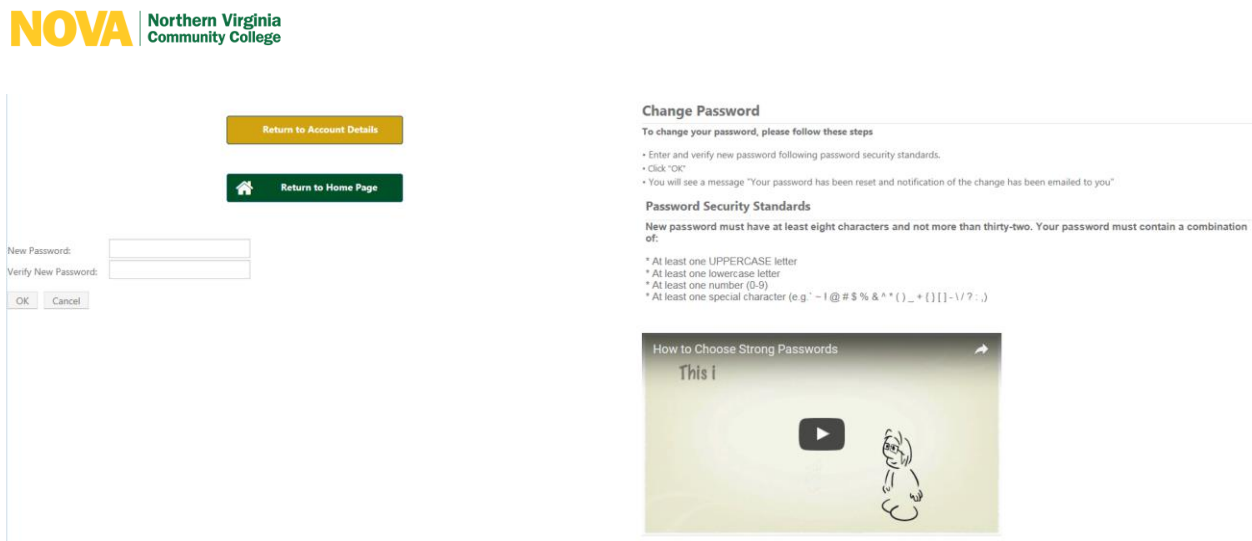 NOVA
Northern Virginia
Community College
Return to Account Details
Return to Home Page
New Password:
Verify New Password:
OK Cancel
Change Password
To change your password, please follow these steps
• Enter and verify new password following password security standards.
• Click "OK"
• You will see a message "Your password has been reset and notification of the change has been emailed to you"
Password Security Standards
New password must have at least eight characters and not more than thirty-two. Your password must contain a combination
of:
* At least one UPPERCASE letter
* At least one lowercase letter
* At least one number (0-9)
* At least one special character (e.g.` ~ ! @ # $ % & ^ * ( ) _ + { } [ ] - \ / ? : ,)
How to Choose Strong Passwords
This i